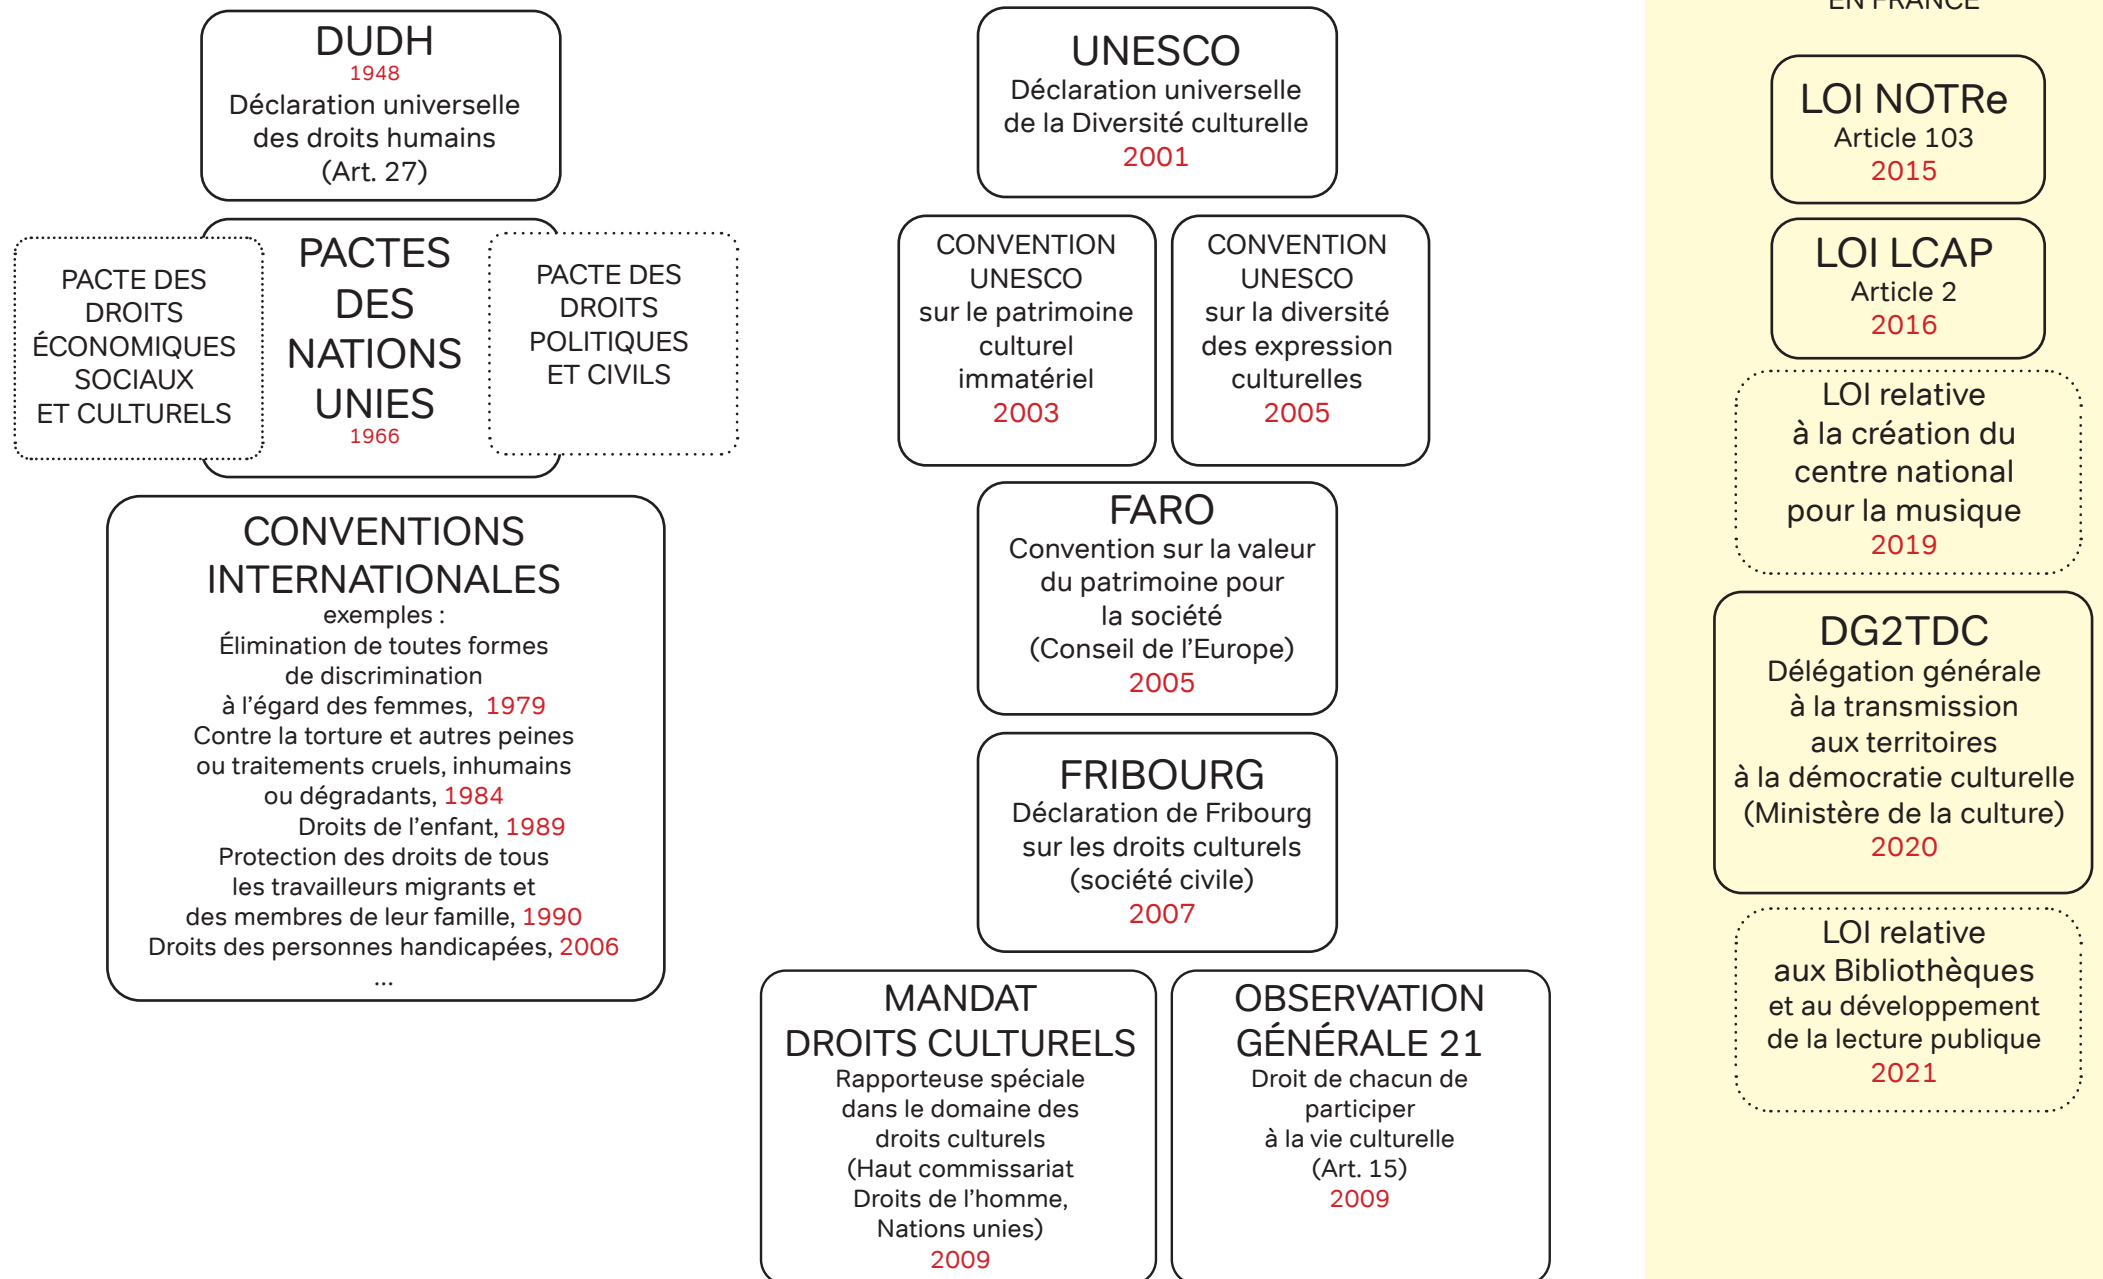 DUDH
1948
Déclaration universelle
des droits humains
(Art. 27)
PACTE DES
DROITS
ÉCONOMIQUES
SOCIAUX
ET CULTURELS
PACTES
DES
NATIONS
UNIES
1966
PACTE DES
DROITS
POLITIQUES
ET CIVILS
CONVENTIONS
INTERNATIONALES
exemples :
Élimination de toutes formes
de discrimination
à l'égard des femmes, 1979
Contre la torture et autres peines
ou traitements cruels, inhumains
ou dégradants, 1984
Droits de l'enfant, 1989
Protection des droits de tous
les travailleurs migrants et
des membres de leur famille, 1990
Droits des personnes handicapées, 2006
...
UNESCO
Déclaration universelle
de la Diversité culturelle
2001
CONVENTION
UNESCO
sur le patrimoine
culturel
immatériel
2003
CONVENTION
UNESCO
sur la diversité
des expression
culturelles
2005
FARO
Convention sur la valeur
du patrimoine pour
la société
(Conseil de l'Europe)
2005
FRIBOURG
Déclaration de Fribourg
sur les droits culturels
(société civile)
2007
MANDAT
DROITS CULTURELS
Rapporteuse spéciale
dans le domaine des
droits culturels
(Haut commissariat
Droits de l'homme,
Nations unies)
2009
OBSERVATION
GÉNÉRALE 21
Droit de chacun de
participer
à la vie culturelle
(Art. 15)
2009
EN FRANCE
LOI NOTRe
Article 103
2015
LOI LCAP
Article 2
2016
LOI relative
à la création du
centre national
pour la musique
2019
DG2TDC
Délégation générale
à la transmission
aux territoires
à la démocratie culturelle
(Ministère de la culture)
2020
LOI relative
aux Bibliothèques
et au développement
de la lecture publique
2021